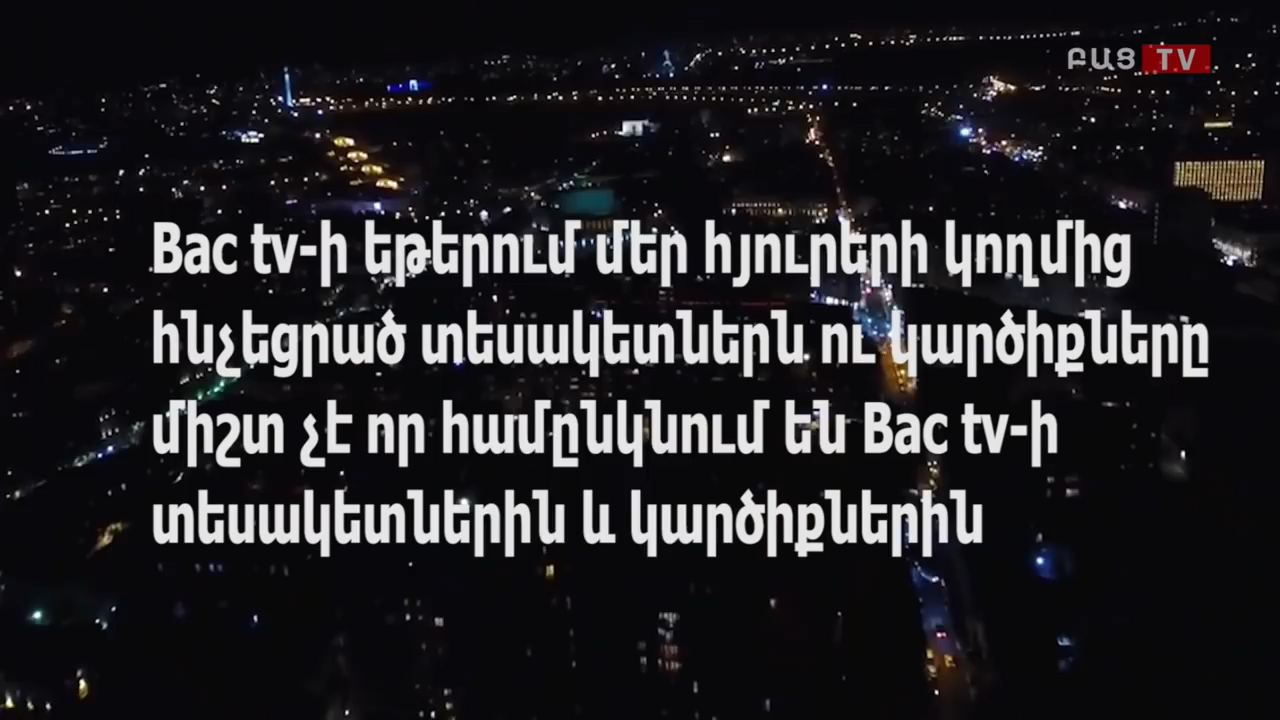 ԲԱՑ TV
Bac tv-ի եթերում մեր հյուրերի կողմից
հնչեցրած տեսակետներն ու կարծիքները
միշտ չէ որ համընկնում են Bac tv-ի
տեսակետներին և կարծիքներին